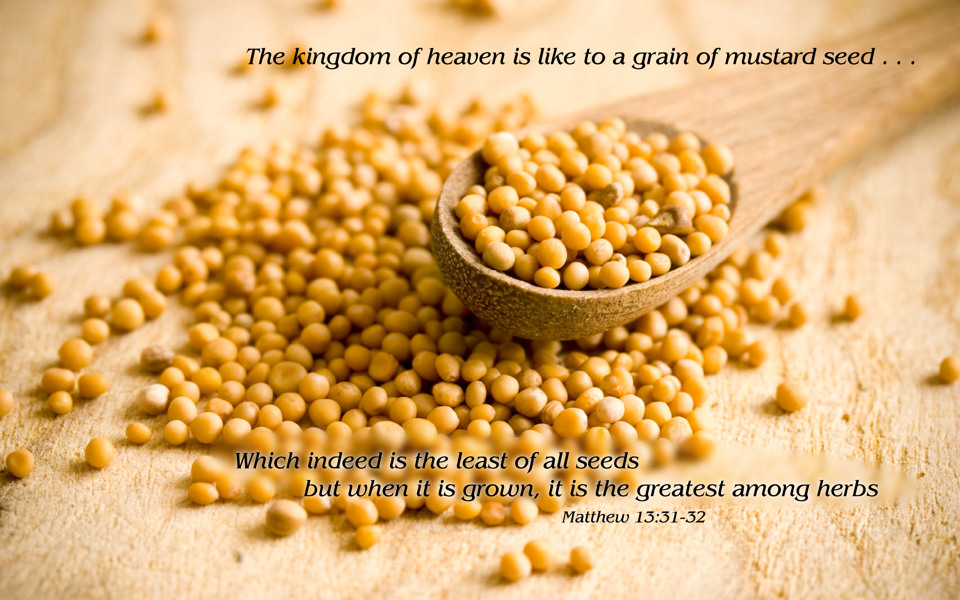 The kingdom of heaven is like to a grain of mustard seed . . .
Which indeed is the least of all seeds
but when it is grown, it is the greatest among herbs
Matthew 13:31-32